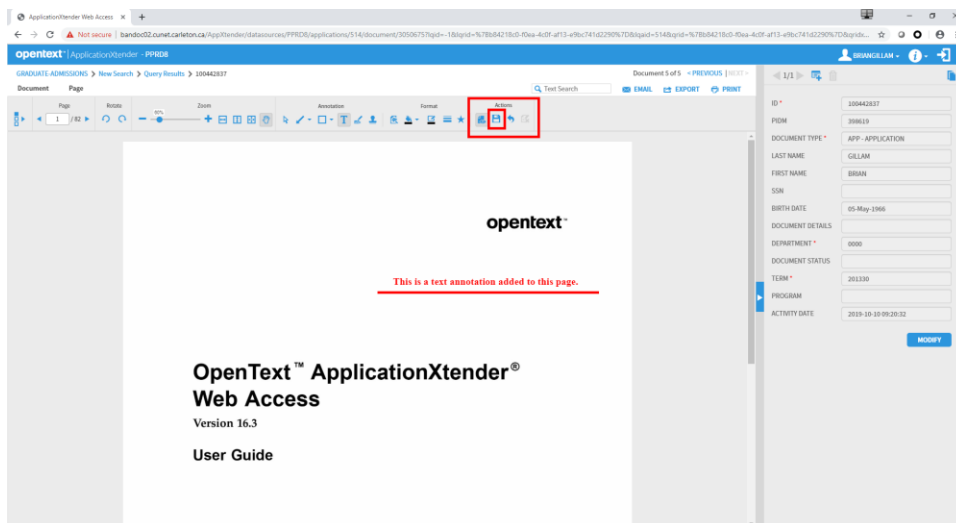 ApplicationXtender Web Access
Not secure | bandoc02.cunet.carleton.ca/AppXtender/datasources/PPRD8/applications/514/document/3050675?
opentext™ | ApplicationXtender - PPRD8
BRIANGILLAM
GRADUATE-ADMISSIONS > New Search > Query Results > 100442837
Document 5 of 5 < PREVIOUS | NEXT >
1/1
Document Page
Text Search
EMAIL EXPORT PRINT
Page Rotate Zoom Annotation Format Actions
1 /82
ID * 100442837
PIDM 398619
DOCUMENT TYPE * APP - APPLICATION
LAST NAME GILLAM
FIRST NAME BRIAN
SSN
BIRTH DATE 05-May-1966
DOCUMENT DETAILS
DEPARTMENT * 0000
DOCUMENT STATUS
TERM * 201330
PROGRAM
ACTIVITY DATE 2019-10-10 09:20:32
MODIFY
opentext™
This is a text annotation added to this page.
OpenText™ ApplicationXtender®
Web Access
Version 16.3
User Guide